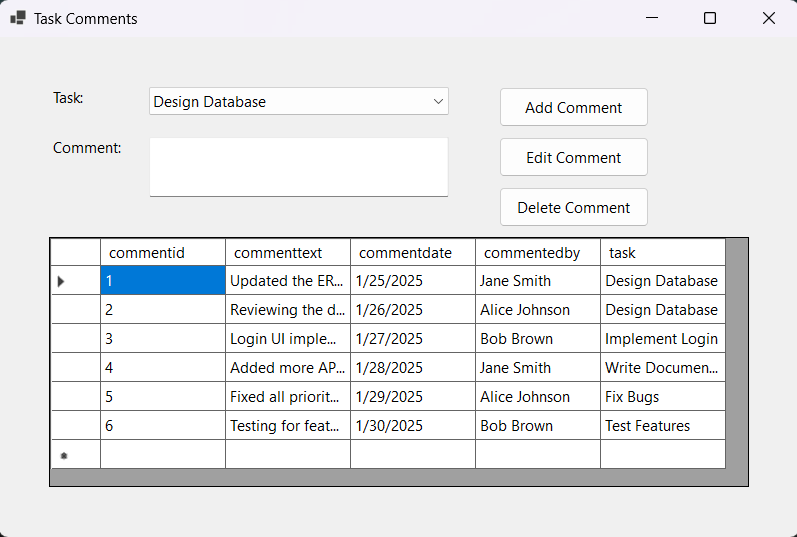 Task Comments
Task: Design Database Add Comment
Comment: Edit Comment
Delete Comment
commentid commenttext commentdate commentedby task
1 Updated the ER... 1/25/2025 Jane Smith Design Database
2 Reviewing the d... 1/26/2025 Alice Johnson Design Database
3 Login UI imple... 1/27/2025 Bob Brown Implement Login
4 Added more AP... 1/28/2025 Jane Smith Write Documen...
5 Fixed all priorit... 1/29/2025 Alice Johnson Fix Bugs
6 Testing for feat... 1/30/2025 Bob Brown Test Features